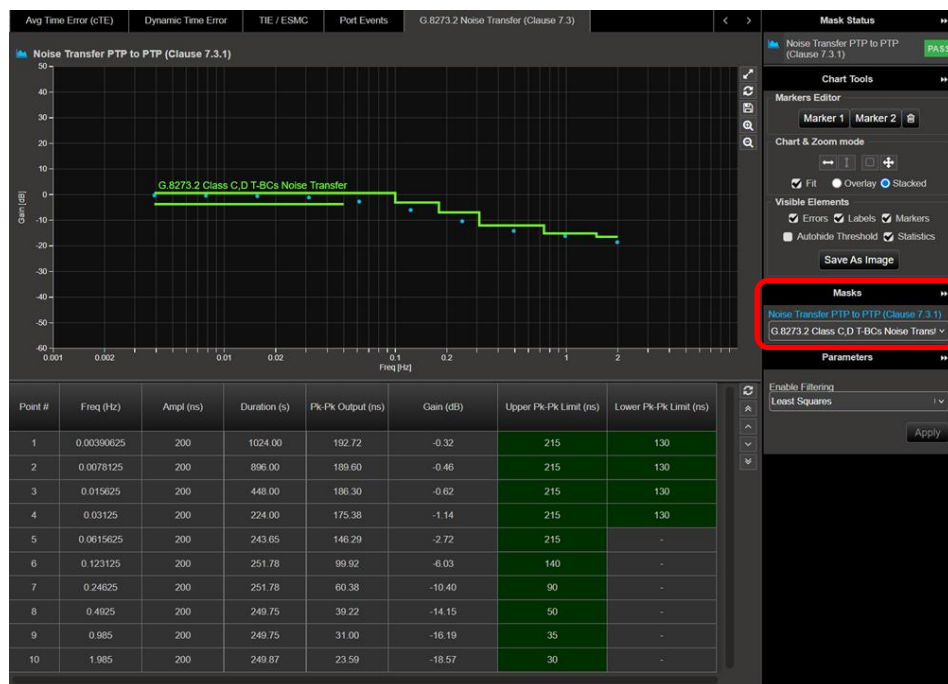 Avg Time Error (cTE) Dynamic Time Error TIE / ESMC Port Events G.8273.2 Noise Transfer (Clause 7.3)
Noise Transfer PTP to PTP (Clause 7.3.1)
50
40
30
20
10
0
-10
-20
-30
-40
-50
-60
Gain [dB]
G.8273.2 Class C,D T-BCs Noise Transfer
0.001 0.002 0.01 0.02 0.1 0.2 1 2
Freq [Hz]
Point # Freq (Hz) Ampl (ns) Duration (s) Pk-Pk Output (ns) Gain (dB) Upper Pk-Pk Limit (ns) Lower Pk-Pk Limit (ns)
1 0.00390625 200 1024.00 192.72 -0.32 215 130
2 0.0078125 200 896.00 189.60 -0.46 215 130
3 0.015625 200 448.00 186.30 -0.62 215 130
4 0.03125 200 224.00 175.38 -1.14 215 130
5 0.0615625 200 243.65 146.29 -2.72 215 -
6 0.123125 200 251.78 99.92 -6.03 140 -
7 0.24625 200 251.78 60.38 -10.40 90 -
8 0.4925 200 249.75 39.22 -14.15 50 -
9 0.985 200 249.75 31.00 -16.19 35 -
10 1.985 200 249.87 23.59 -18.57 30 -
Mask Status
Noise Transfer PTP to PTP
(Clause 7.3.1)
PASS
Chart Tools
Markers Editor
Marker 1 Marker 2
Chart & Zoom mode
Fit Overlay Stacked
Visible Elements
Errors Labels Markers
Autohide Threshold Statistics
Save As Image
Masks
Noise Transfer PTP to PTP (Clause 7.3.1)
G.8273.2 Class C,D T-BCs Noise Transf
Parameters
Enable Filtering
Least Squares
Apply